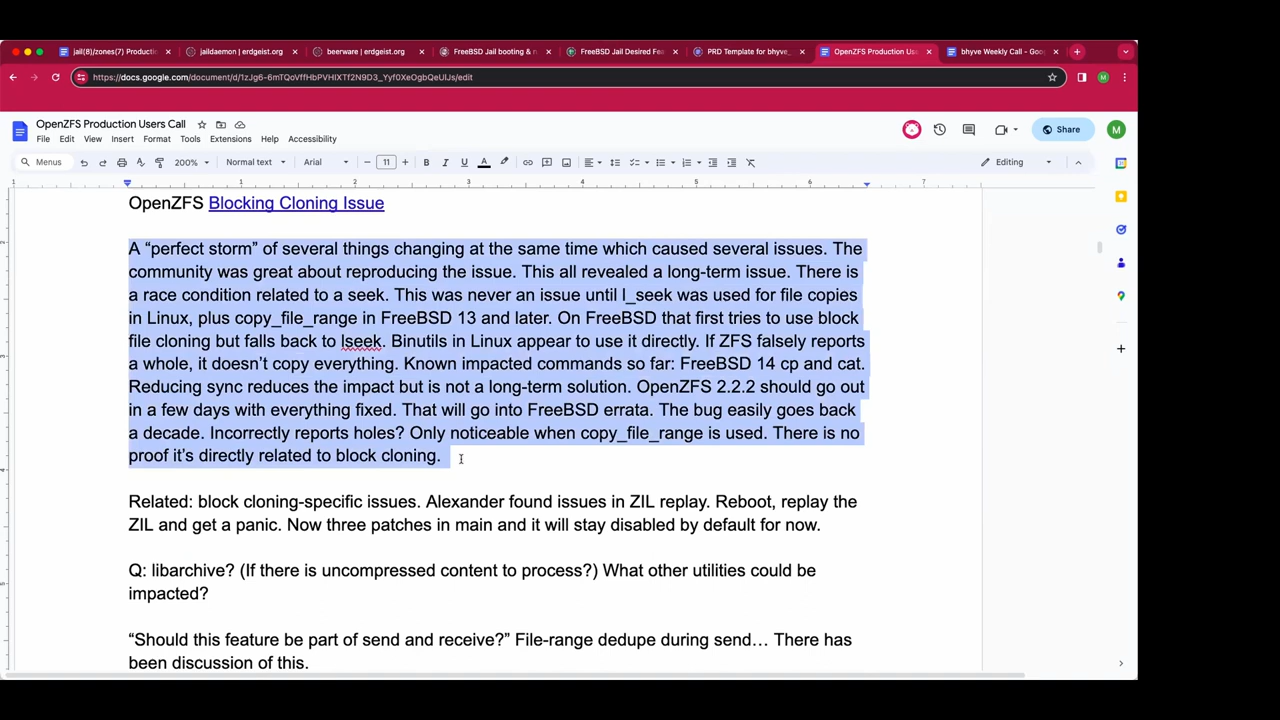 jail(8)/zones(7) Productio
jaildaemon | erdgeist.org
beerware | erdgeist.org
FreeBSD Jail booting & n
FreeBSD Jail Desired Fea
PRD Template for bhyve_
OpenZFS Production Use
bhyve Weekly Call - Goo
https://docs.google.com/document/d/1zJg6-6mTQoVffHbPVHIXTf2N9D3_Yyf0XeOgbQeUIJs/edit
OpenZFS Production Users Call
File Edit View Insert Format Tools Extensions Help Accessibility
Share
M
Menus 200% Normal text Arial 11 B I U A Editing
1 1 2 3 4 5 6 7
OpenZFS Blocking Cloning Issue
A “perfect storm” of several things changing at the same time which caused several issues. The
community was great about reproducing the issue. This all revealed a long-term issue. There is
a race condition related to a seek. This was never an issue until l_seek was used for file copies
in Linux, plus copy_file_range in FreeBSD 13 and later. On FreeBSD that first tries to use block
file cloning but falls back to lseek. Binutils in Linux appear to use it directly. If ZFS falsely reports
a whole, it doesn’t copy everything. Known impacted commands so far: FreeBSD 14 cp and cat.
Reducing sync reduces the impact but is not a long-term solution. OpenZFS 2.2.2 should go out
in a few days with everything fixed. That will go into FreeBSD errata. The bug easily goes back
a decade. Incorrectly reports holes? Only noticeable when copy_file_range is used. There is no
proof it’s directly related to block cloning.
Related: block cloning-specific issues. Alexander found issues in ZIL replay. Reboot, replay the
ZIL and get a panic. Now three patches in main and it will stay disabled by default for now.
Q: libarchive? (If there is uncompressed content to process?) What other utilities could be
impacted?
“Should this feature be part of send and receive?” File-range dedupe during send… There has
been discussion of this.